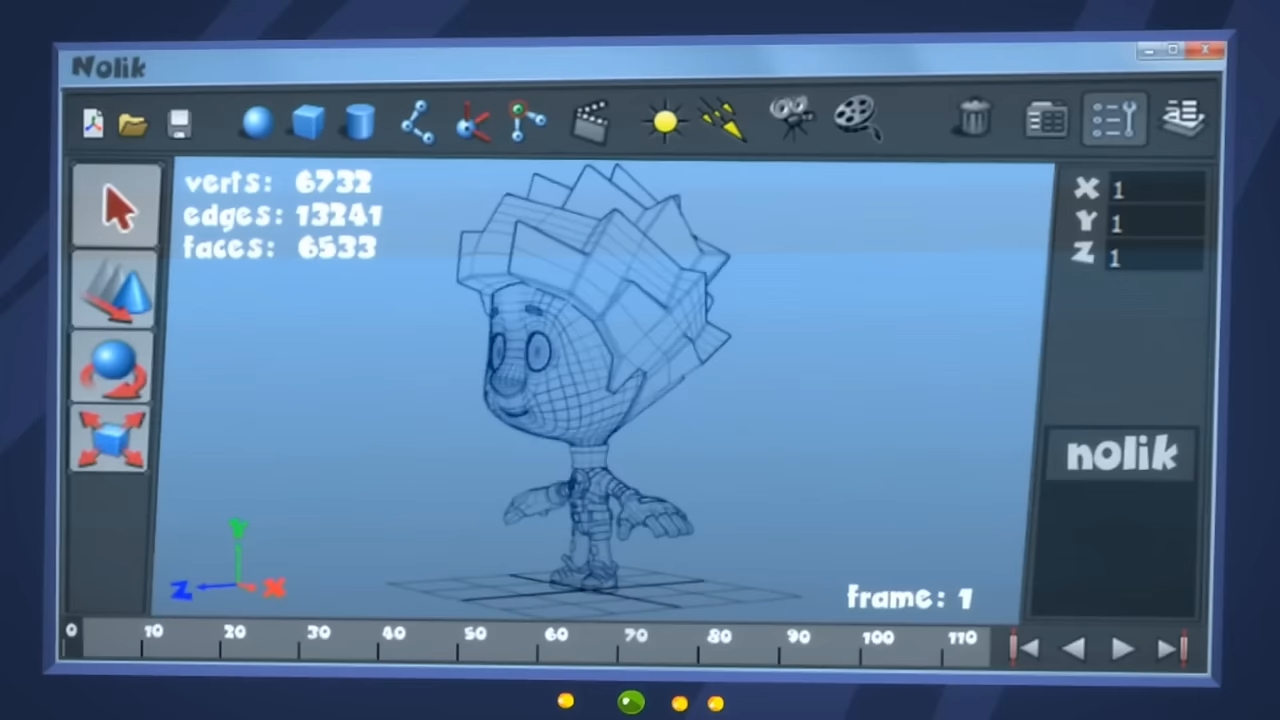 Nolik
verts: 6732
edges: 13241
faces: 6533
X 1
Y 1
Z 1
nolik
Y
Z X
frame: 1
0 10 20 30 40 50 60 70 80 90 100 110